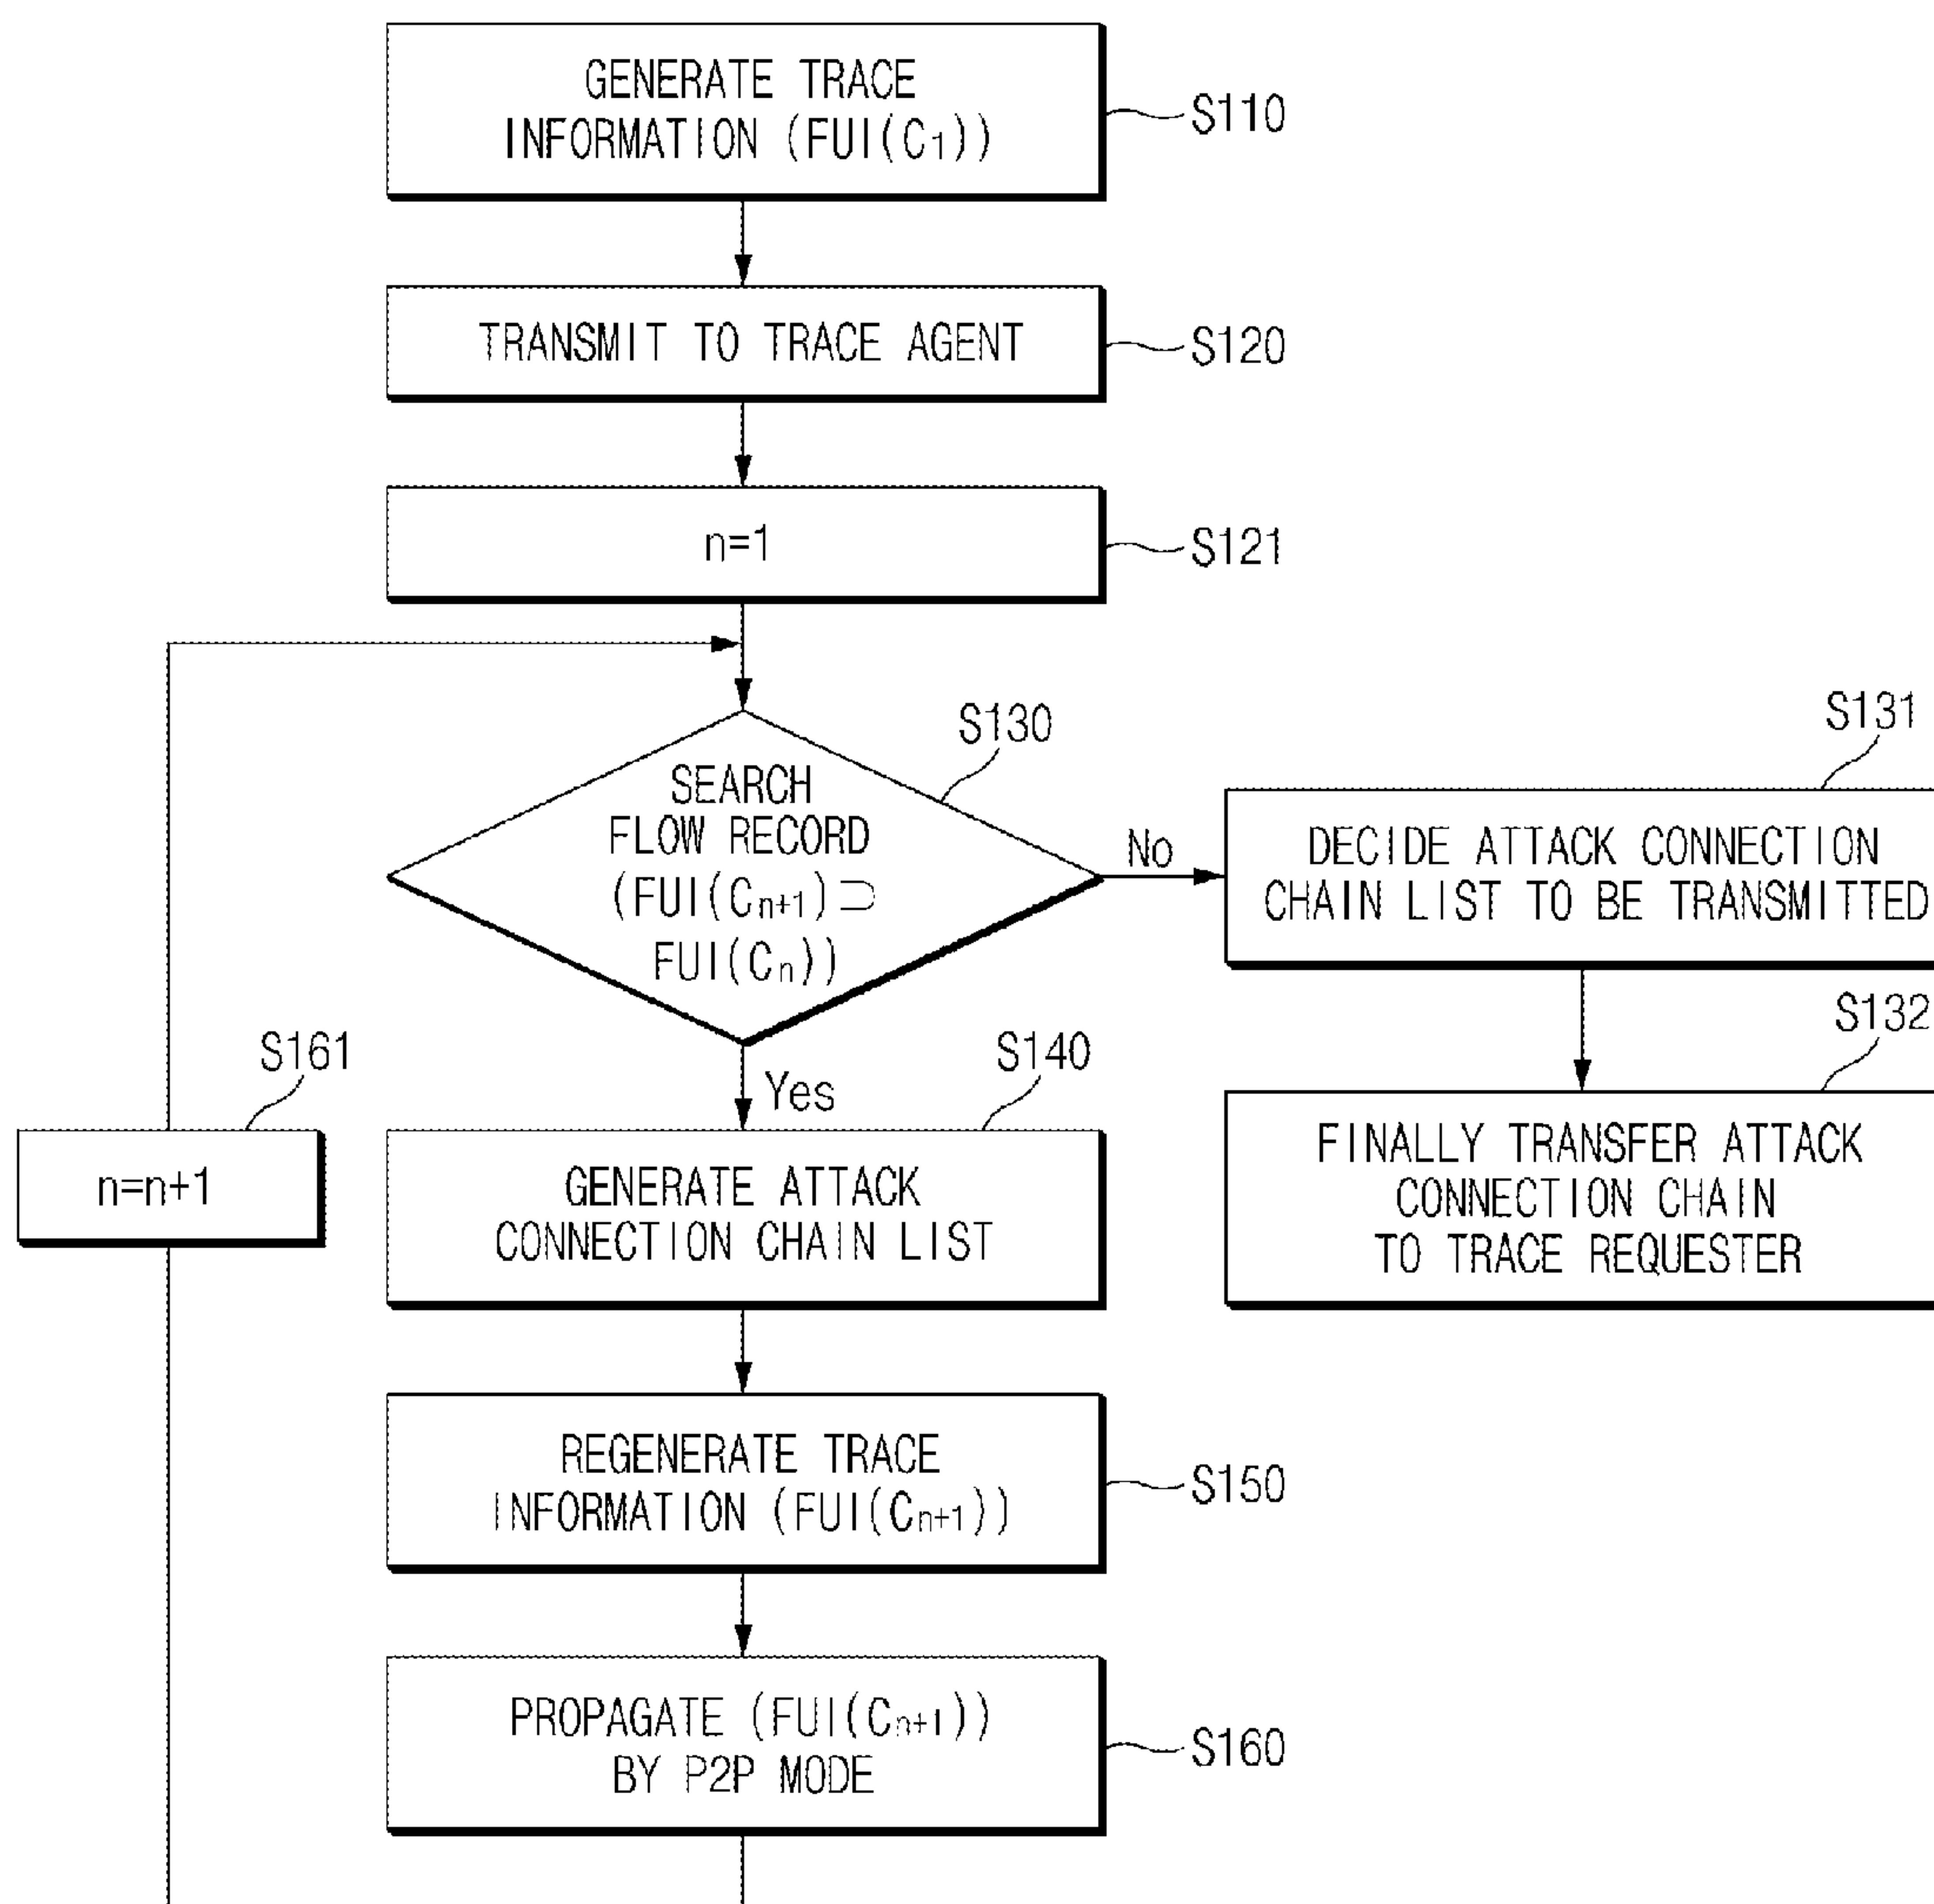 GENERATE TRACE
INFORMATION (FUI(C₁))
S110
TRANSMIT TO TRACE AGENT
S120
n=1
S121
S130
SEARCH
FLOW RECORD
(FUI(Cₙ₊₁)⊃
FUI(Cₙ))
No
Yes
S131
DECIDE ATTACK CONNECTION
CHAIN LIST TO BE TRANSMITTED
S132
FINALLY TRANSFER ATTACK
CONNECTION CHAIN
TO TRACE REQUESTER
S161
n=n+1
S140
GENERATE ATTACK
CONNECTION CHAIN LIST
REGENERATE TRACE
INFORMATION (FUI(Cₙ₊₁))
S150
PROPAGATE (FUI(Cₙ₊₁))
BY P2P MODE
S160